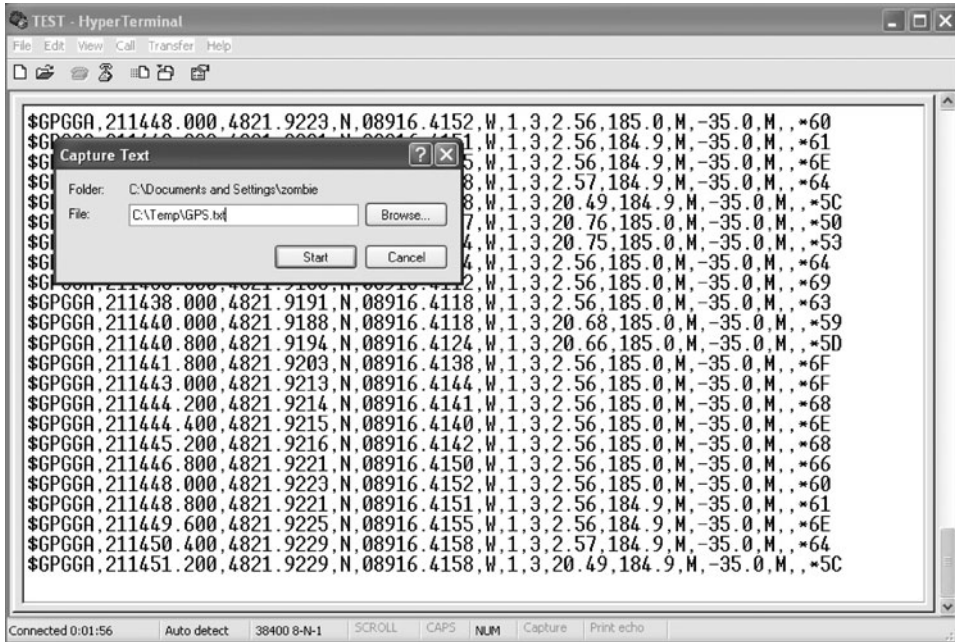 TEST - HyperTerminal
File Edit View Call Transfer Help
$GPGGA,211448.000,4821.9223,N,08916.4152,W,1,3,2.56,185.0,M,-35.0,M,,*60
1,W,1,3,2.56,184.9,M,-35.0,M,,*61
Capture Text
5,W,1,3,2.56,184.9,M,-35.0,M,,*6E
8,W,1,3,2.57,184.9,M,-35.0,M,,*64
Folder: C:\Documents and Settings\zombie
8,W,1,3,20.49,184.9,M,-35.0,M,,*5C
File: C:\Temp\GPS.txt Browse...
7,W,1,3,20.76,185.0,M,-35.0,M,,*50
4,W,1,3,20.75,185.0,M,-35.0,M,,*53
Start Cancel
4,W,1,3,2.56,185.0,M,-35.0,M,,*64
2,W,1,3,2.56,185.0,M,-35.0,M,,*69
$GPGGA,211438.000,4821.9191,N,08916.4118,W,1,3,2.56,185.0,M,-35.0,M,,*63
$GPGGA,211440.000,4821.9188,N,08916.4118,W,1,3,20.68,185.0,M,-35.0,M,,*59
$GPGGA,211440.800,4821.9194,N,08916.4124,W,1,3,20.66,185.0,M,-35.0,M,,*5D
$GPGGA,211441.800,4821.9203,N,08916.4138,W,1,3,2.56,185.0,M,-35.0,M,,*6F
$GPGGA,211443.000,4821.9213,N,08916.4144,W,1,3,2.56,185.0,M,-35.0,M,,*6F
$GPGGA,211444.200,4821.9214,N,08916.4141,W,1,3,2.56,185.0,M,-35.0,M,,*68
$GPGGA,211444.400,4821.9215,N,08916.4140,W,1,3,2.56,185.0,M,-35.0,M,,*6E
$GPGGA,211445.200,4821.9216,N,08916.4142,W,1,3,2.56,185.0,M,-35.0,M,,*68
$GPGGA,211446.800,4821.9221,N,08916.4150,W,1,3,2.56,185.0,M,-35.0,M,,*66
$GPGGA,211448.000,4821.9223,N,08916.4152,W,1,3,2.56,185.0,M,-35.0,M,,*60
$GPGGA,211448.800,4821.9221,N,08916.4151,W,1,3,2.56,184.9,M,-35.0,M,,*61
$GPGGA,211449.600,4821.9225,N,08916.4155,W,1,3,2.56,184.9,M,-35.0,M,,*6E
$GPGGA,211450.400,4821.9229,N,08916.4158,W,1,3,2.57,184.9,M,-35.0,M,,*64
$GPGGA,211451.200,4821.9229,N,08916.4158,W,1,3,20.49,184.9,M,-35.0,M,,*5C
Connected 0:01:56 Auto detect 38400 8-N-1 SCROLL CAPS NUM Capture Print echo